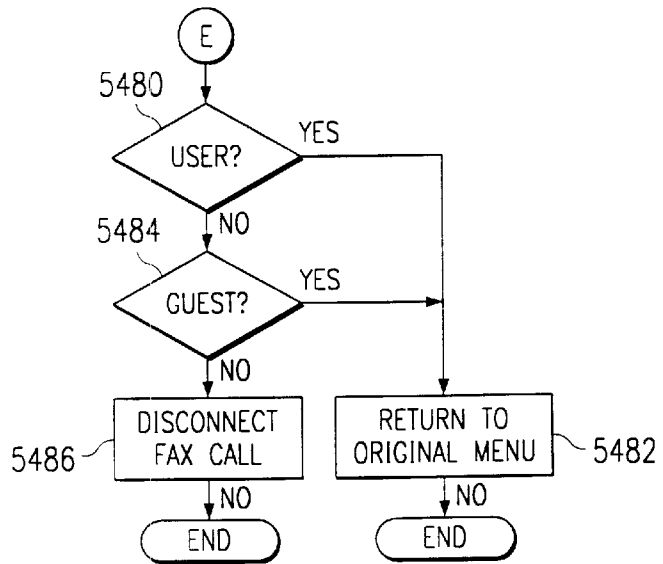 E
5480
USER?
YES
NO
5484
GUEST?
YES
NO
DISCONNECT
FAX CALL
5486
RETURN TO
ORIGINAL MENU
5482
NO
NO
END
END